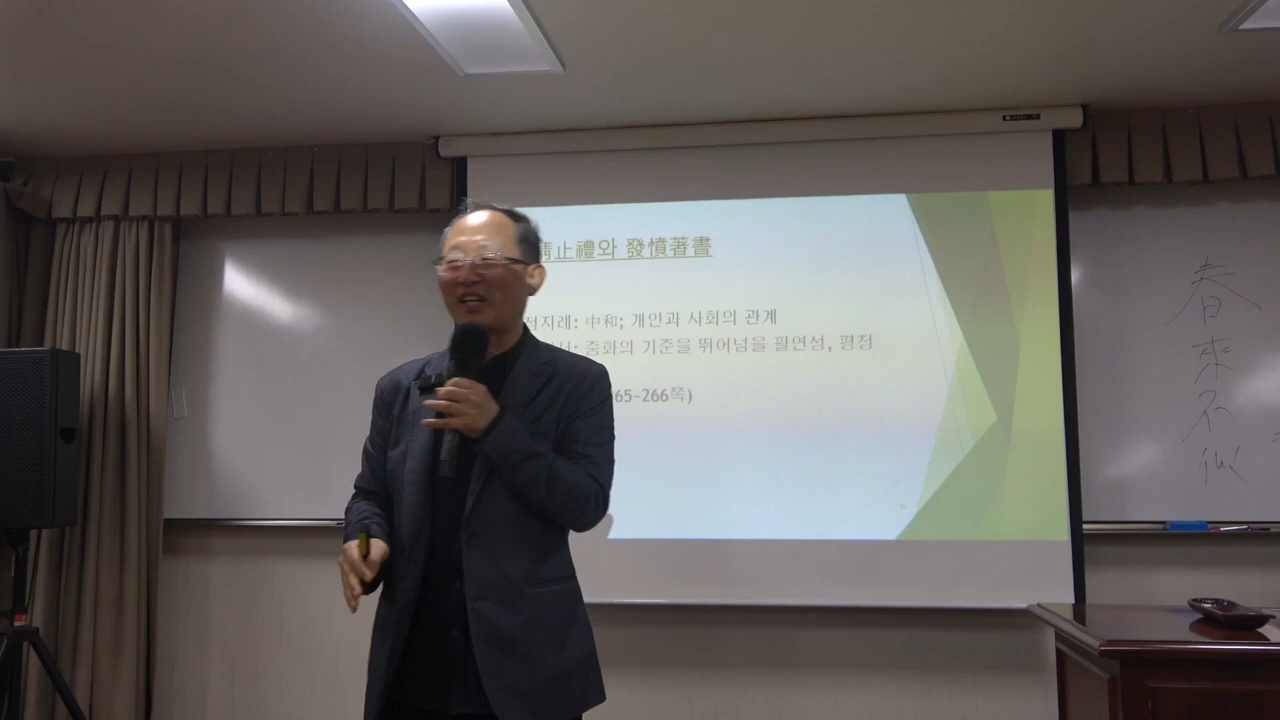 情止禮와 發憤著書
지례: 中和; 개인과 사회의 관계
중화의 기준을 뛰어넘을 필연성, 평점
65~266쪽)
春來不似